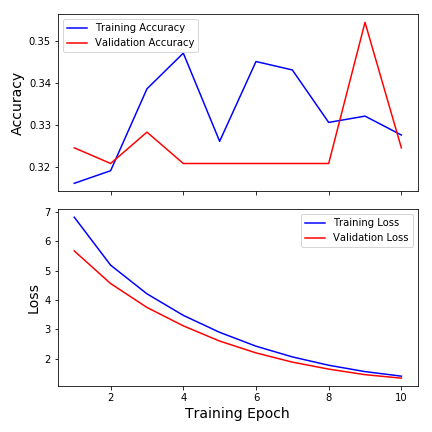 Training Accuracy
Validation Accuracy
0.35
0.34
0.33
0.32
Accuracy
Training Loss
Validation Loss
7
6
5
4
3
2
Loss
2 4 6 8 10
Training Epoch